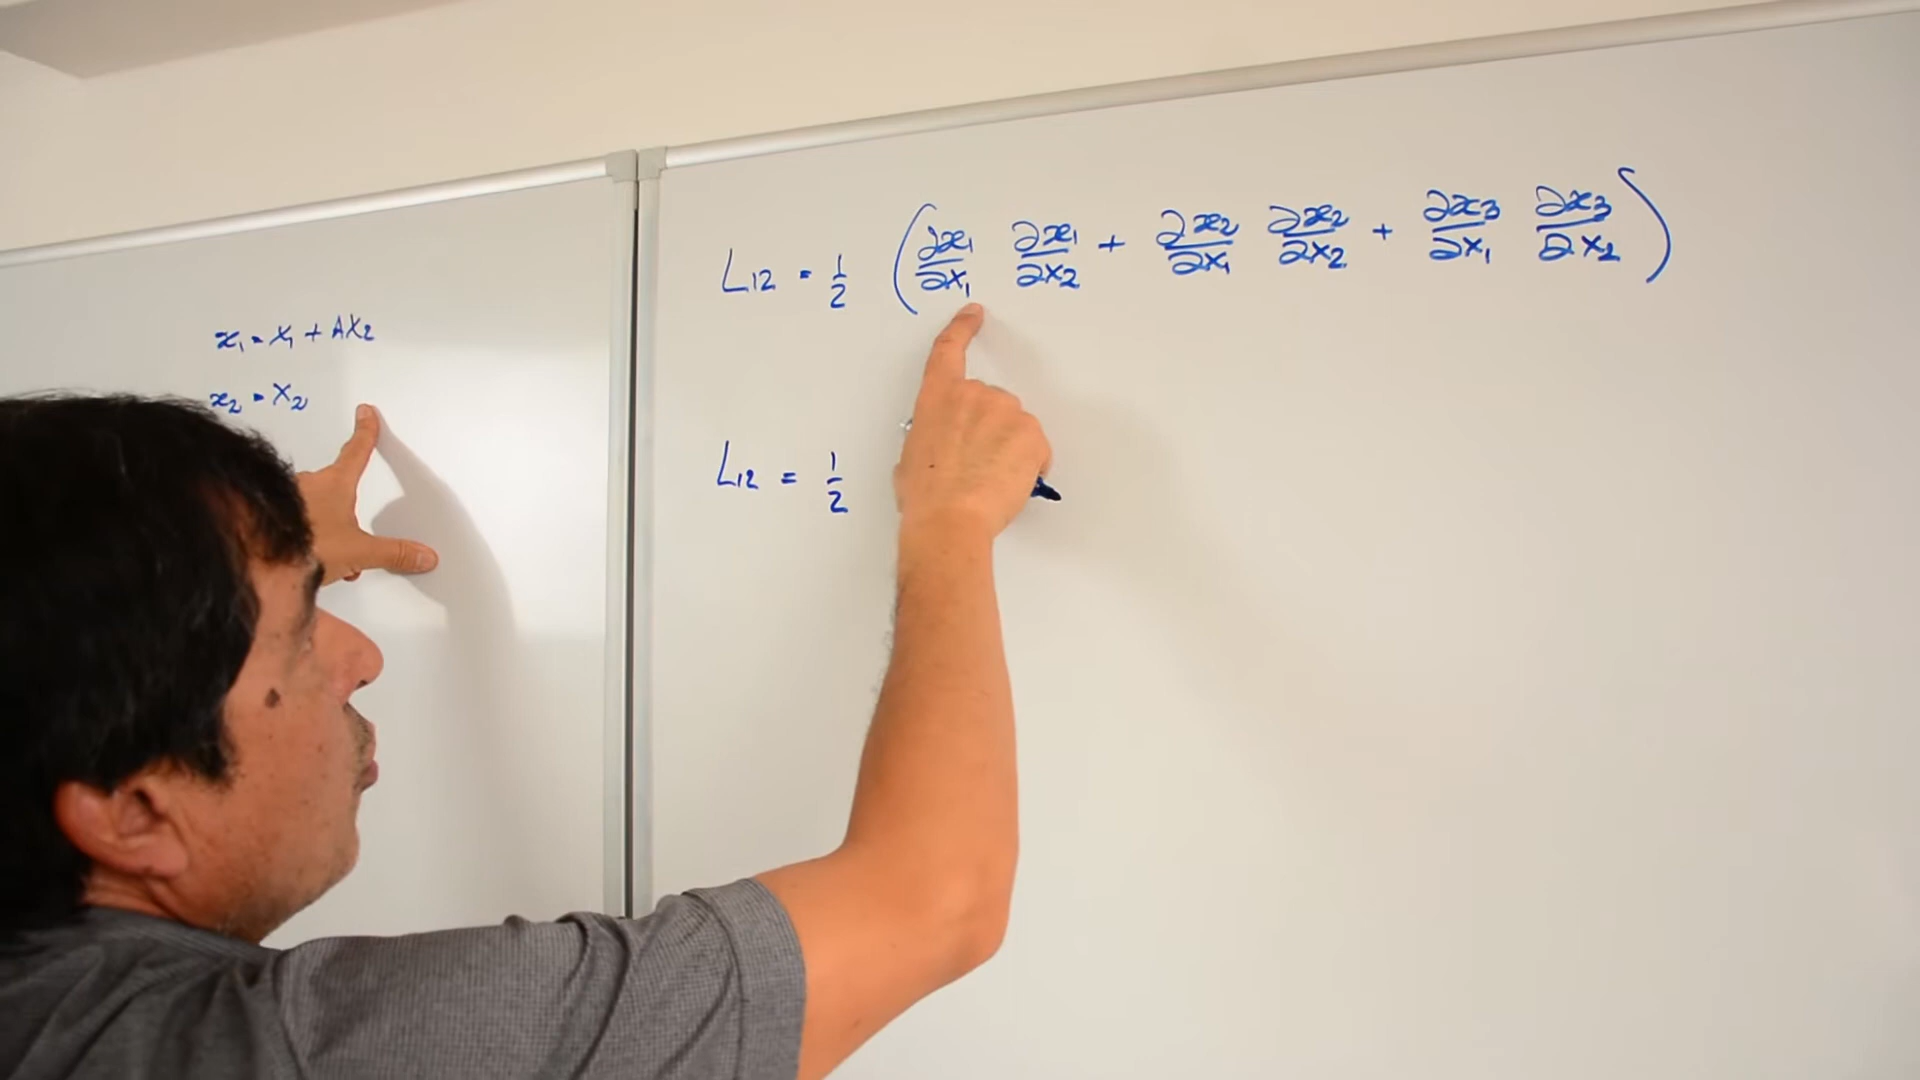 x₁ = X₁ + AX₂
x₂ = X₂
L₁₂ = 1/2 (∂x₁/∂X₁ ∂x₁/∂X₂ + ∂x₂/∂X₁ ∂x₂/∂X₂ + ∂x₃/∂X₁ ∂x₃/∂X₂)
L₁₂ = 1/2